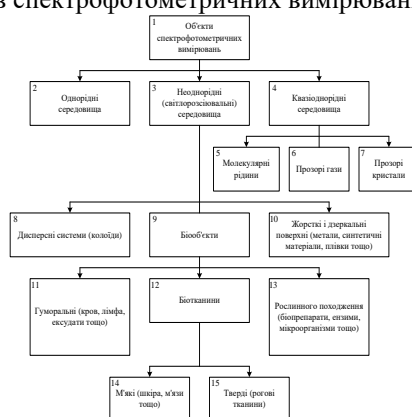 в спектрофотометричних вимірюван
1
Об'єкти
спектрофотометричних
вимірювань
2
Однорідні
середовища
3
Неоднорідні
(світлорозсіювальні)
середовища
4
Квазіоднорідні
середовища
5
Молекулярні
рідини
6
Прозорі гази
7
Прозорі
кристали
8
Дисперсні системи (колоїди)
9
Біооб'єкти
10
Жорсткі і дзеркальні
поверхні (метали, синтетичні
матеріали, плівки тощо)
11
Гуморальні (кров, лімфа,
ексудати тощо)
12
Біотканини
13
Рослинного походження
(біопрепарати, ензими,
мікроорганізми тощо)
14
М'які (шкіра, м'язи
тощо)
15
Тверді (рогові
тканини)